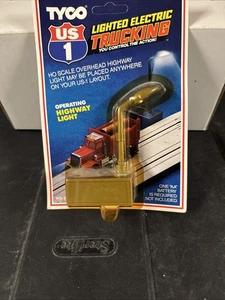 TYCO
US
1
LIGHTED ELECTRIC
TRUCKING
YOU CONTROL THE ACTION!
HO SCALE OVERHEAD HIGHWAY
LIGHT MAY BE PLACED ANYWHERE
ON YOUR US-1 LAYOUT.
OPERATING
HIGHWAY
LIGHT
ONE "AA"
BATTERY
IS REQUIRED
NOT INCLUDED